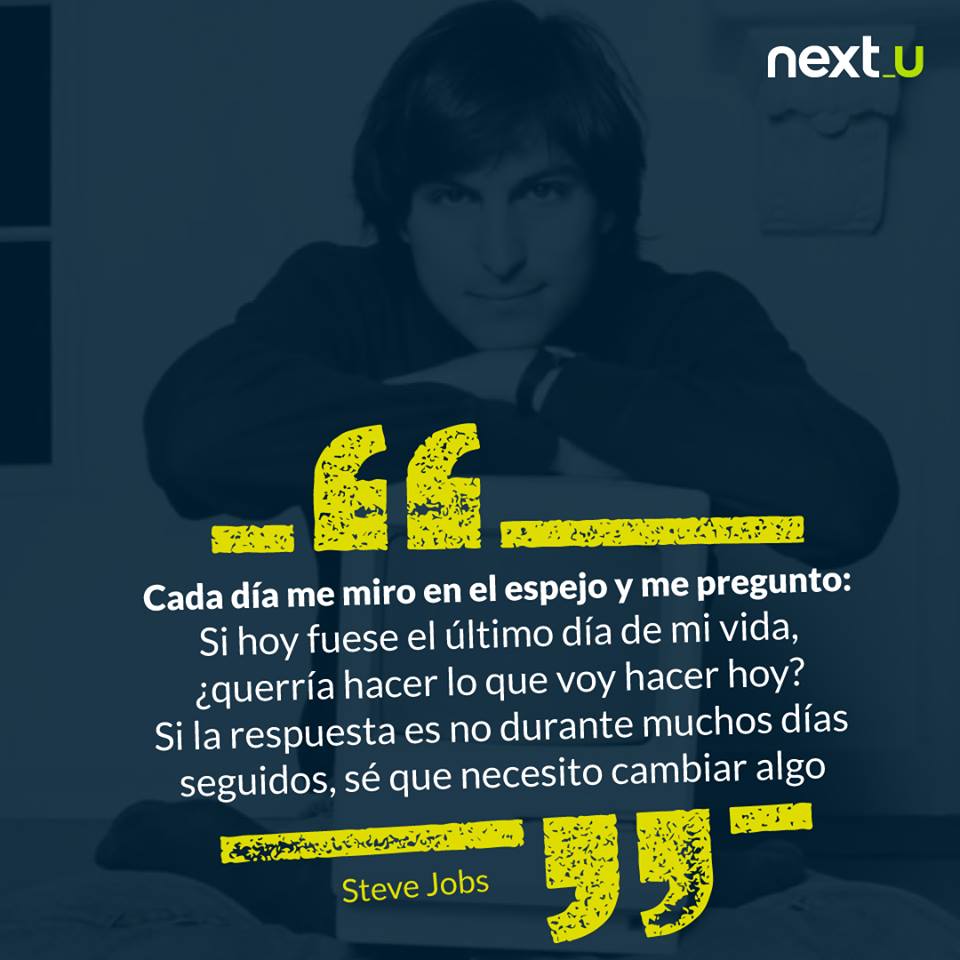 next_u
Cada día me miro en el espejo y me pregunto:
Si hoy fuese el último día de mi vida,
¿querría hacer lo que voy hacer hoy?
Si la respuesta es no durante muchos días
seguidos, sé que necesito cambiar algo
Steve Jobs